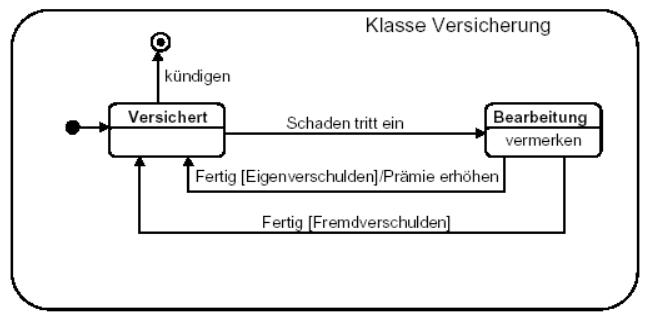 Klasse Versicherung
kündigen
Versichert
Schaden tritt ein
Bearbeitung
vermerken
Fertig [Eigenverschulden]/Prämie erhöhen
Fertig [Fremdverschulden]